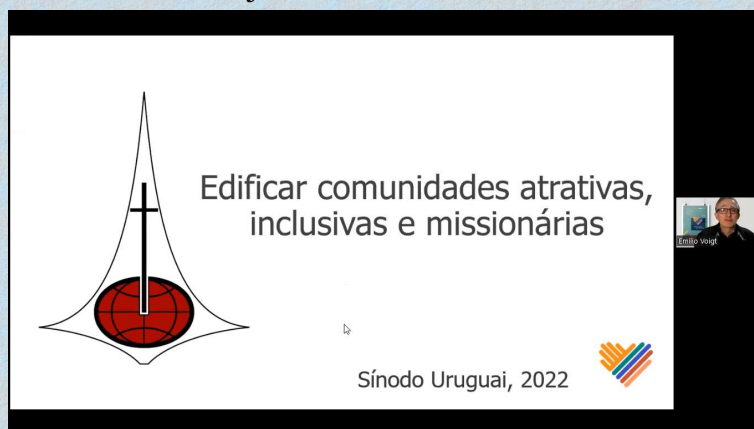 Edificar comunidades atrativas,
inclusivas e missionárias
Emilio Voigt
Sínodo Uruguai, 2022